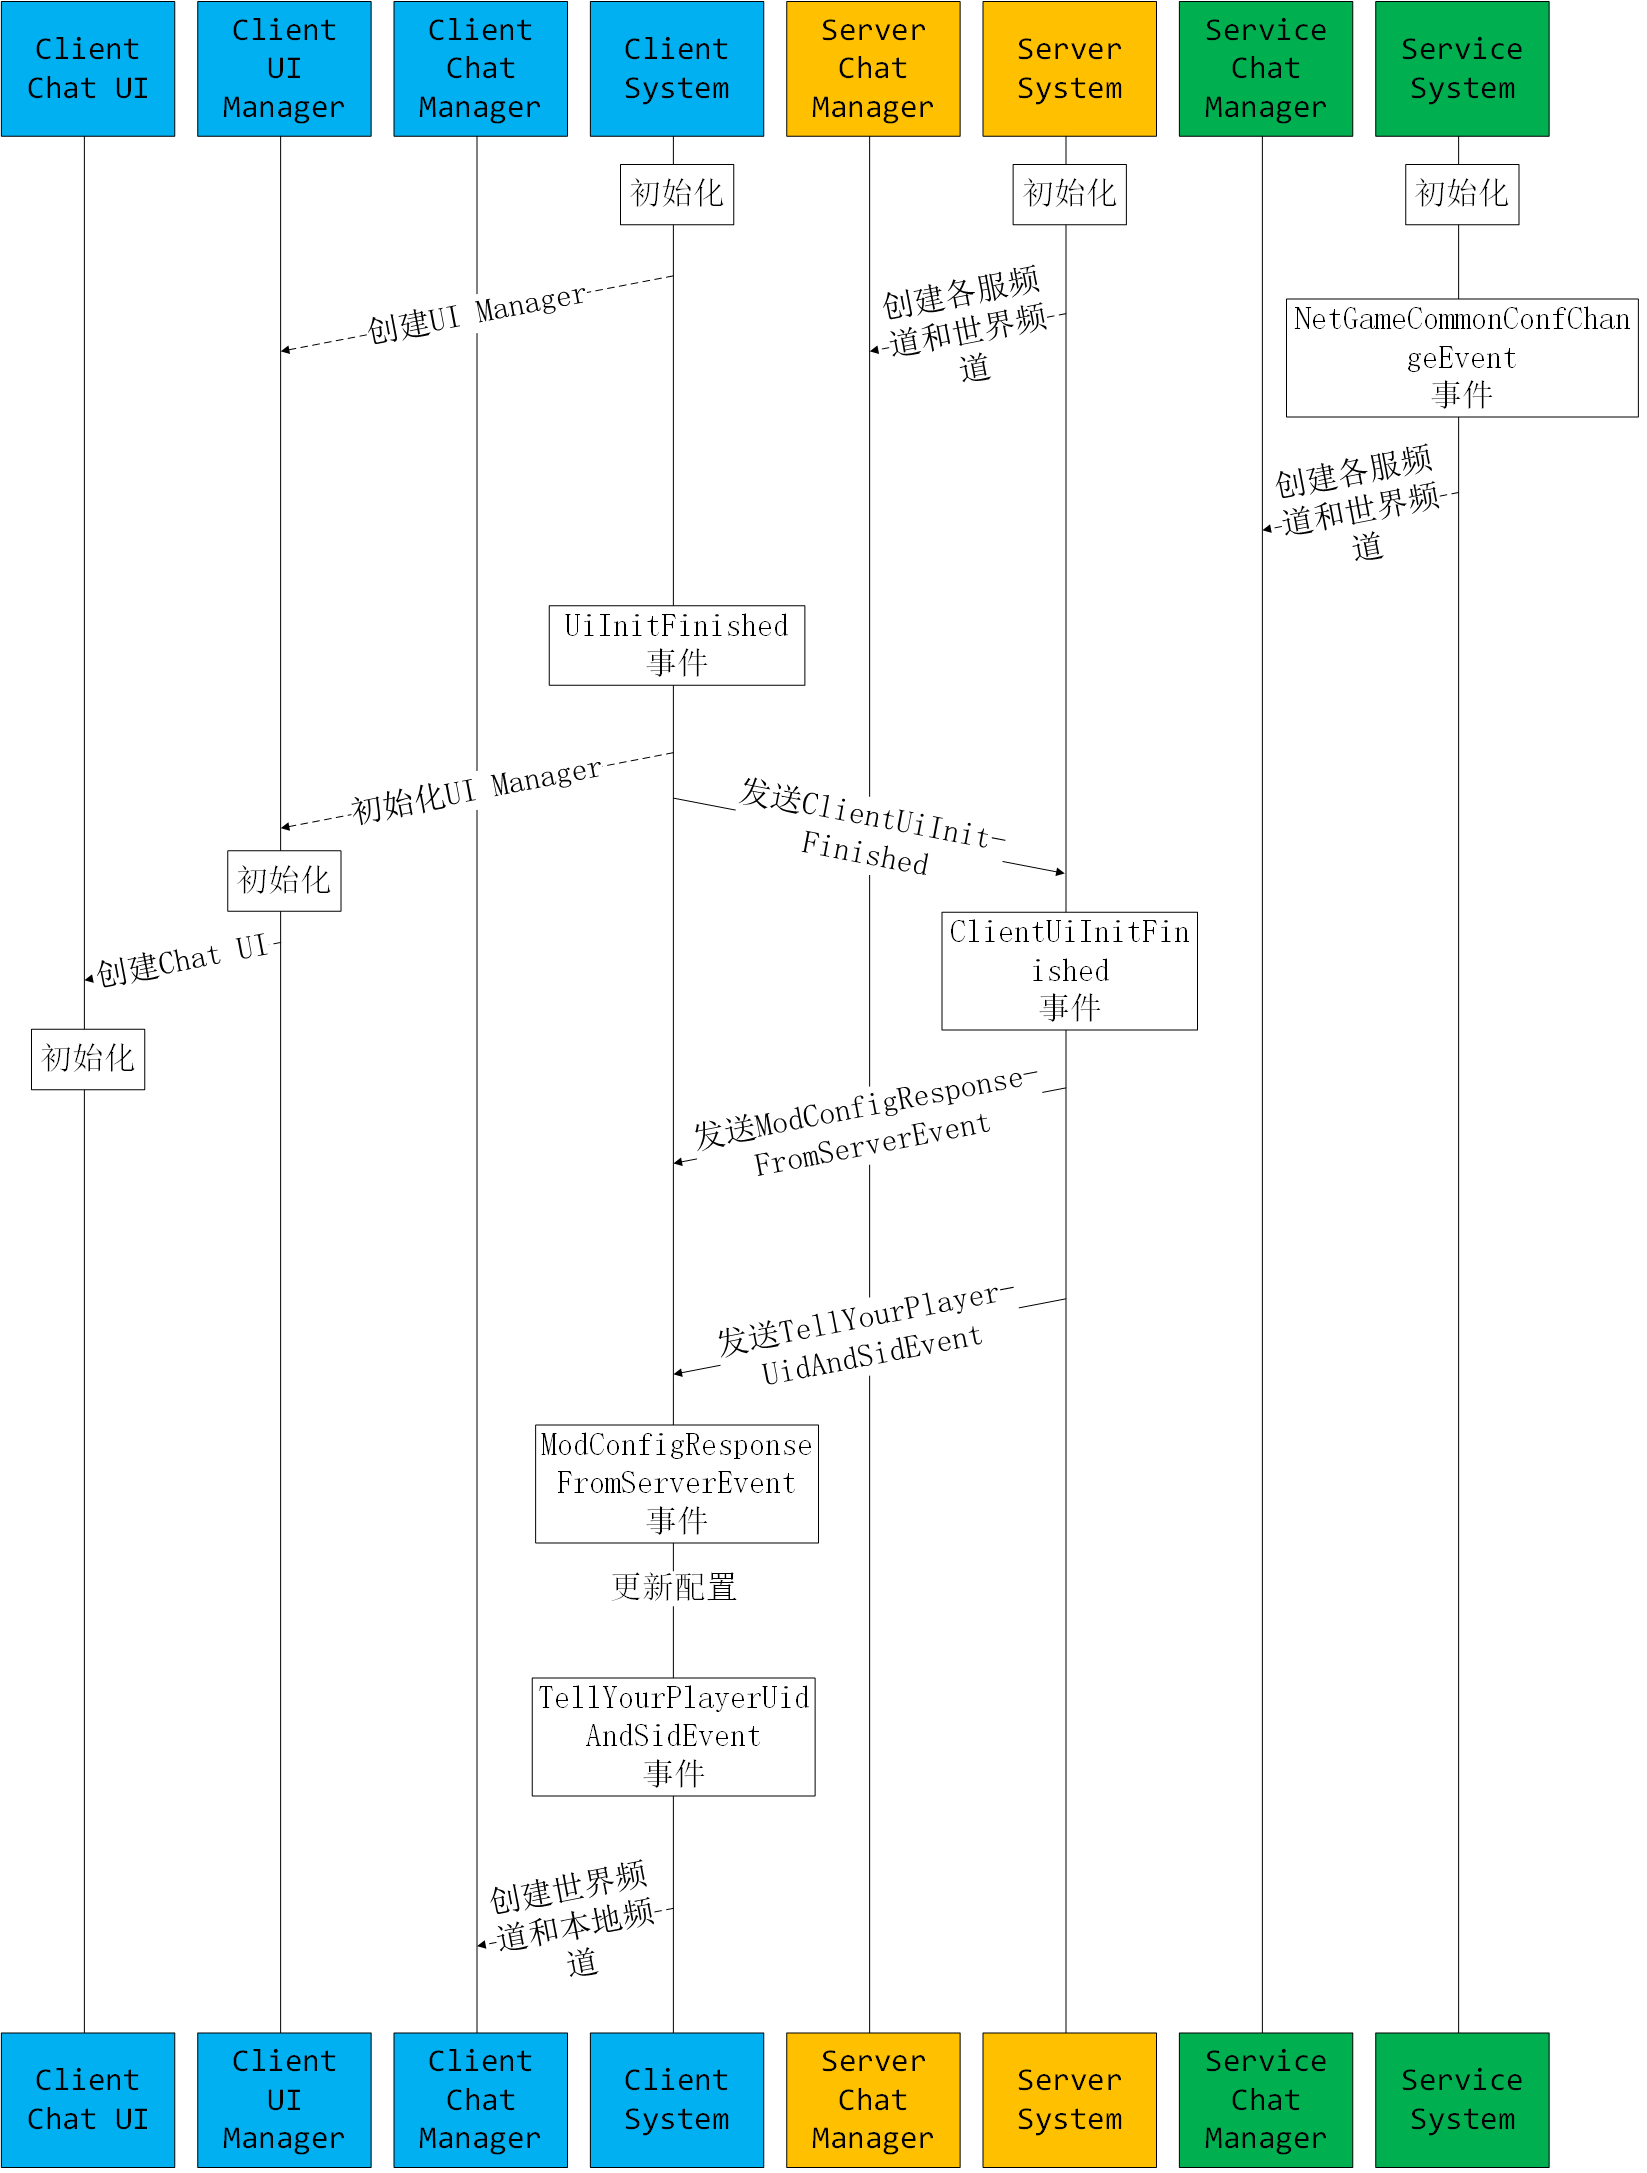 Client
Chat UI
Client
UI
Manager
Client
Chat
Manager
Client
System
Server
Chat
Manager
Server
System
Service
Chat
Manager
Service
System
初始化
初始化
初始化
创建UI Manager
创建各服频
道和世界频
道
NetGameCommonConfChan
geEvent
事件
创建各服频
道和世界频
道
UiInitFinished
事件
初始化UI Manager
发送ClientUiInit-
Finished
初始化
ClientUiInitFin
ished
事件
创建Chat UI
初始化
发送ModConfigResponse-
FromServerEvent
发送TellYourPlayer-
UidAndSidEvent
ModConfigResponse
FromServerEvent
事件
更新配置
TellYourPlayerUid
AndSidEvent
事件
创建世界频
道和本地频
道
Client
Chat UI
Client
UI
Manager
Client
Chat
Manager
Client
System
Server
Chat
Manager
Server
System
Service
Chat
Manager
Service
System